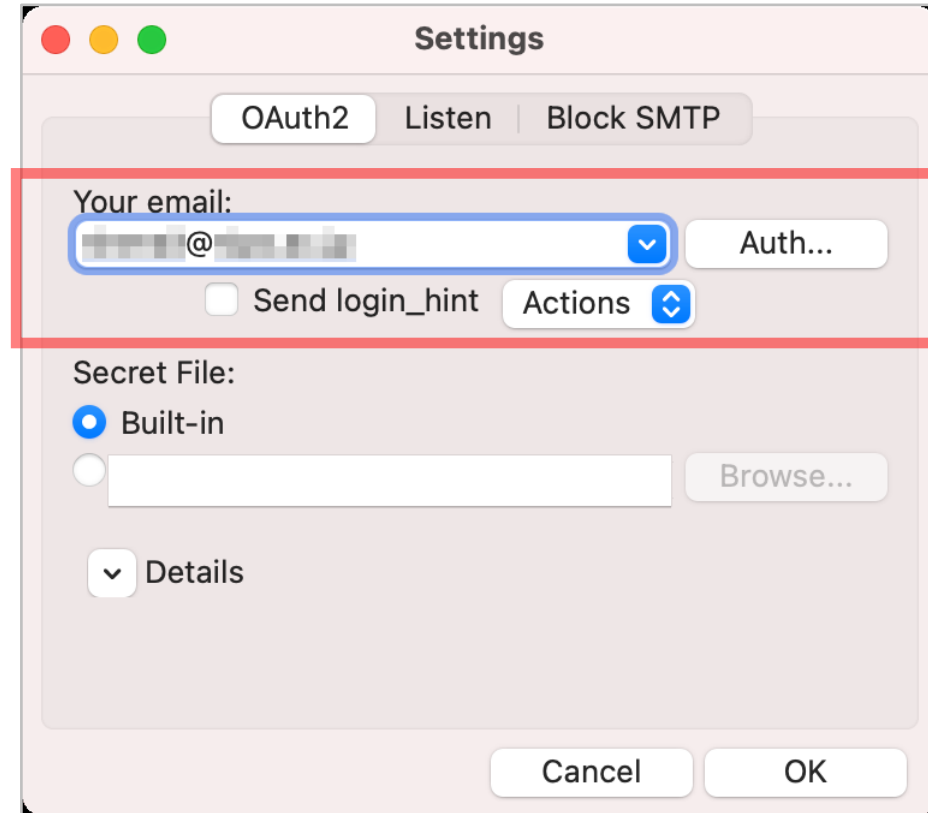 Settings
OAuth2 Listen Block SMTP
Your email:
@ Auth...
Send login_hint Actions
Secret File:
Built-in
Browse...
Details
Cancel OK